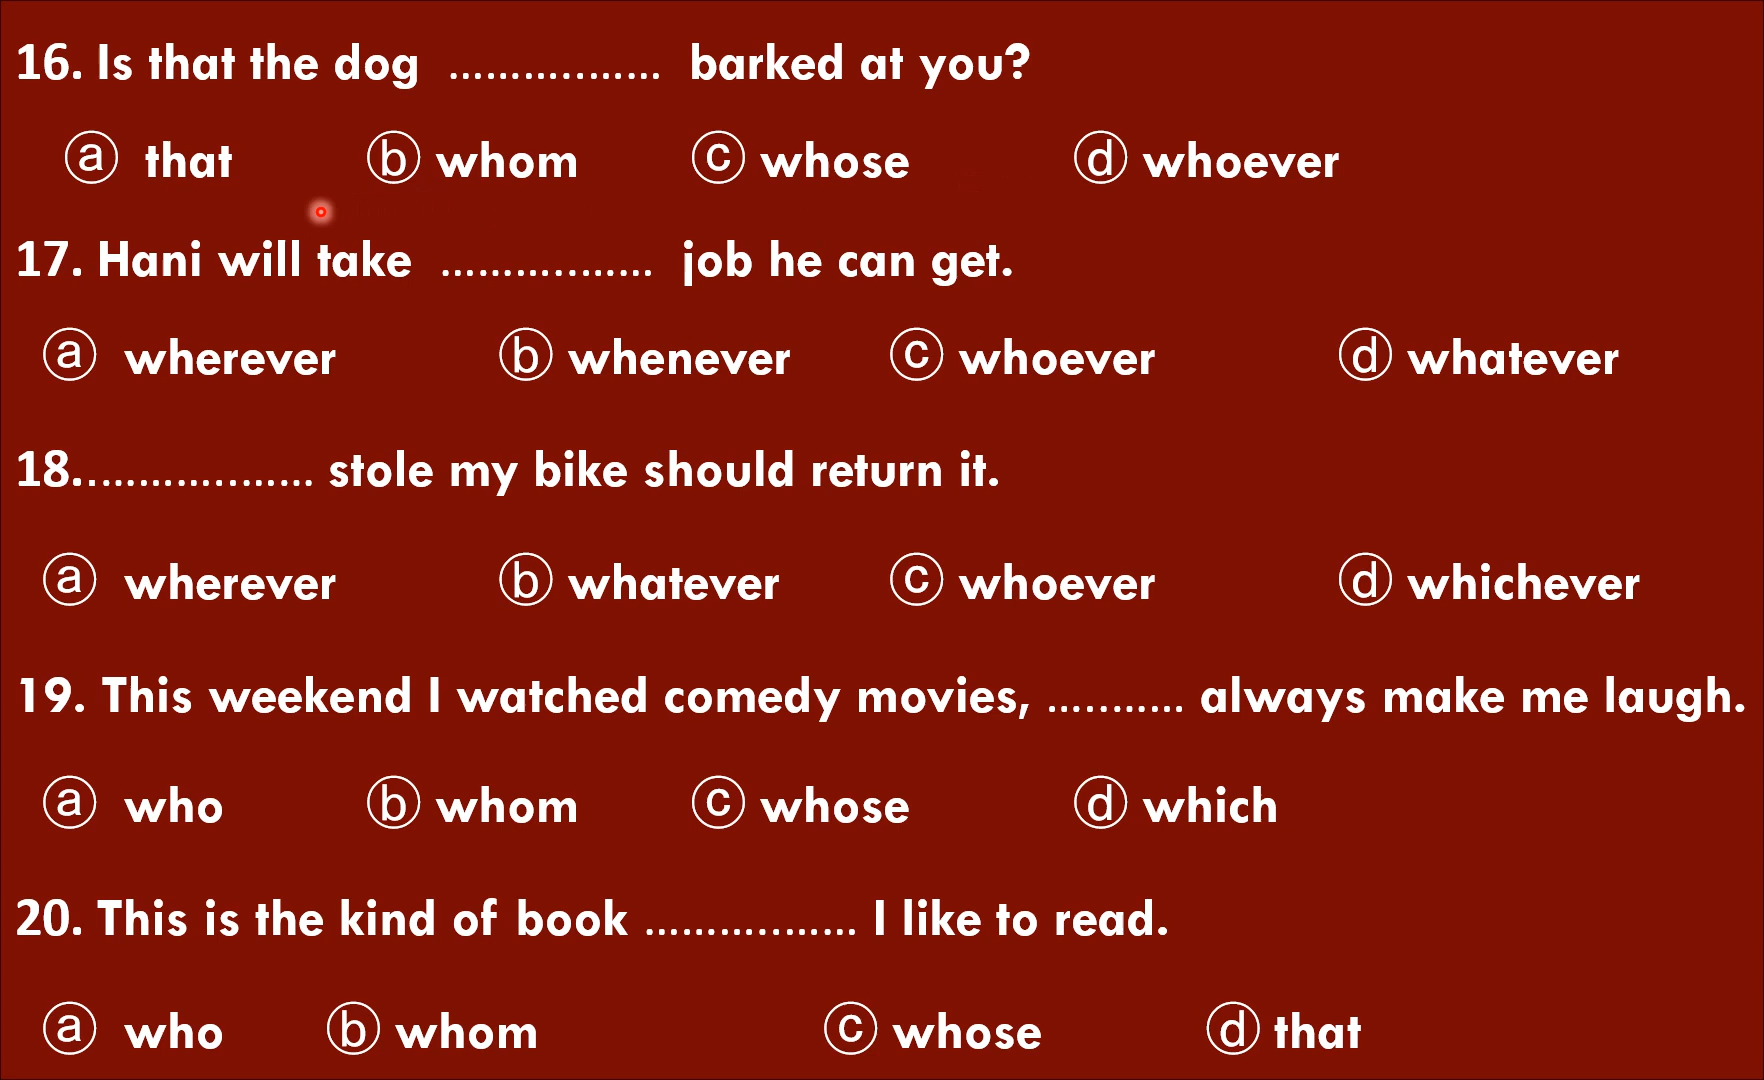 16. Is that the dog ................. barked at you?
ⓐ that ⓑ whom ⓒ whose ⓓ whoever
17. Hani will take ................. job he can get.
ⓐ wherever ⓑ whenever ⓒ whoever ⓓ whatever
18................... stole my bike should return it.
ⓐ wherever ⓑ whatever ⓒ whoever ⓓ whichever
19. This weekend I watched comedy movies, ........... always make me laugh.
ⓐ who ⓑ whom ⓒ whose ⓓ which
20. This is the kind of book ................. I like to read.
ⓐ who ⓑ whom ⓒ whose ⓓ that